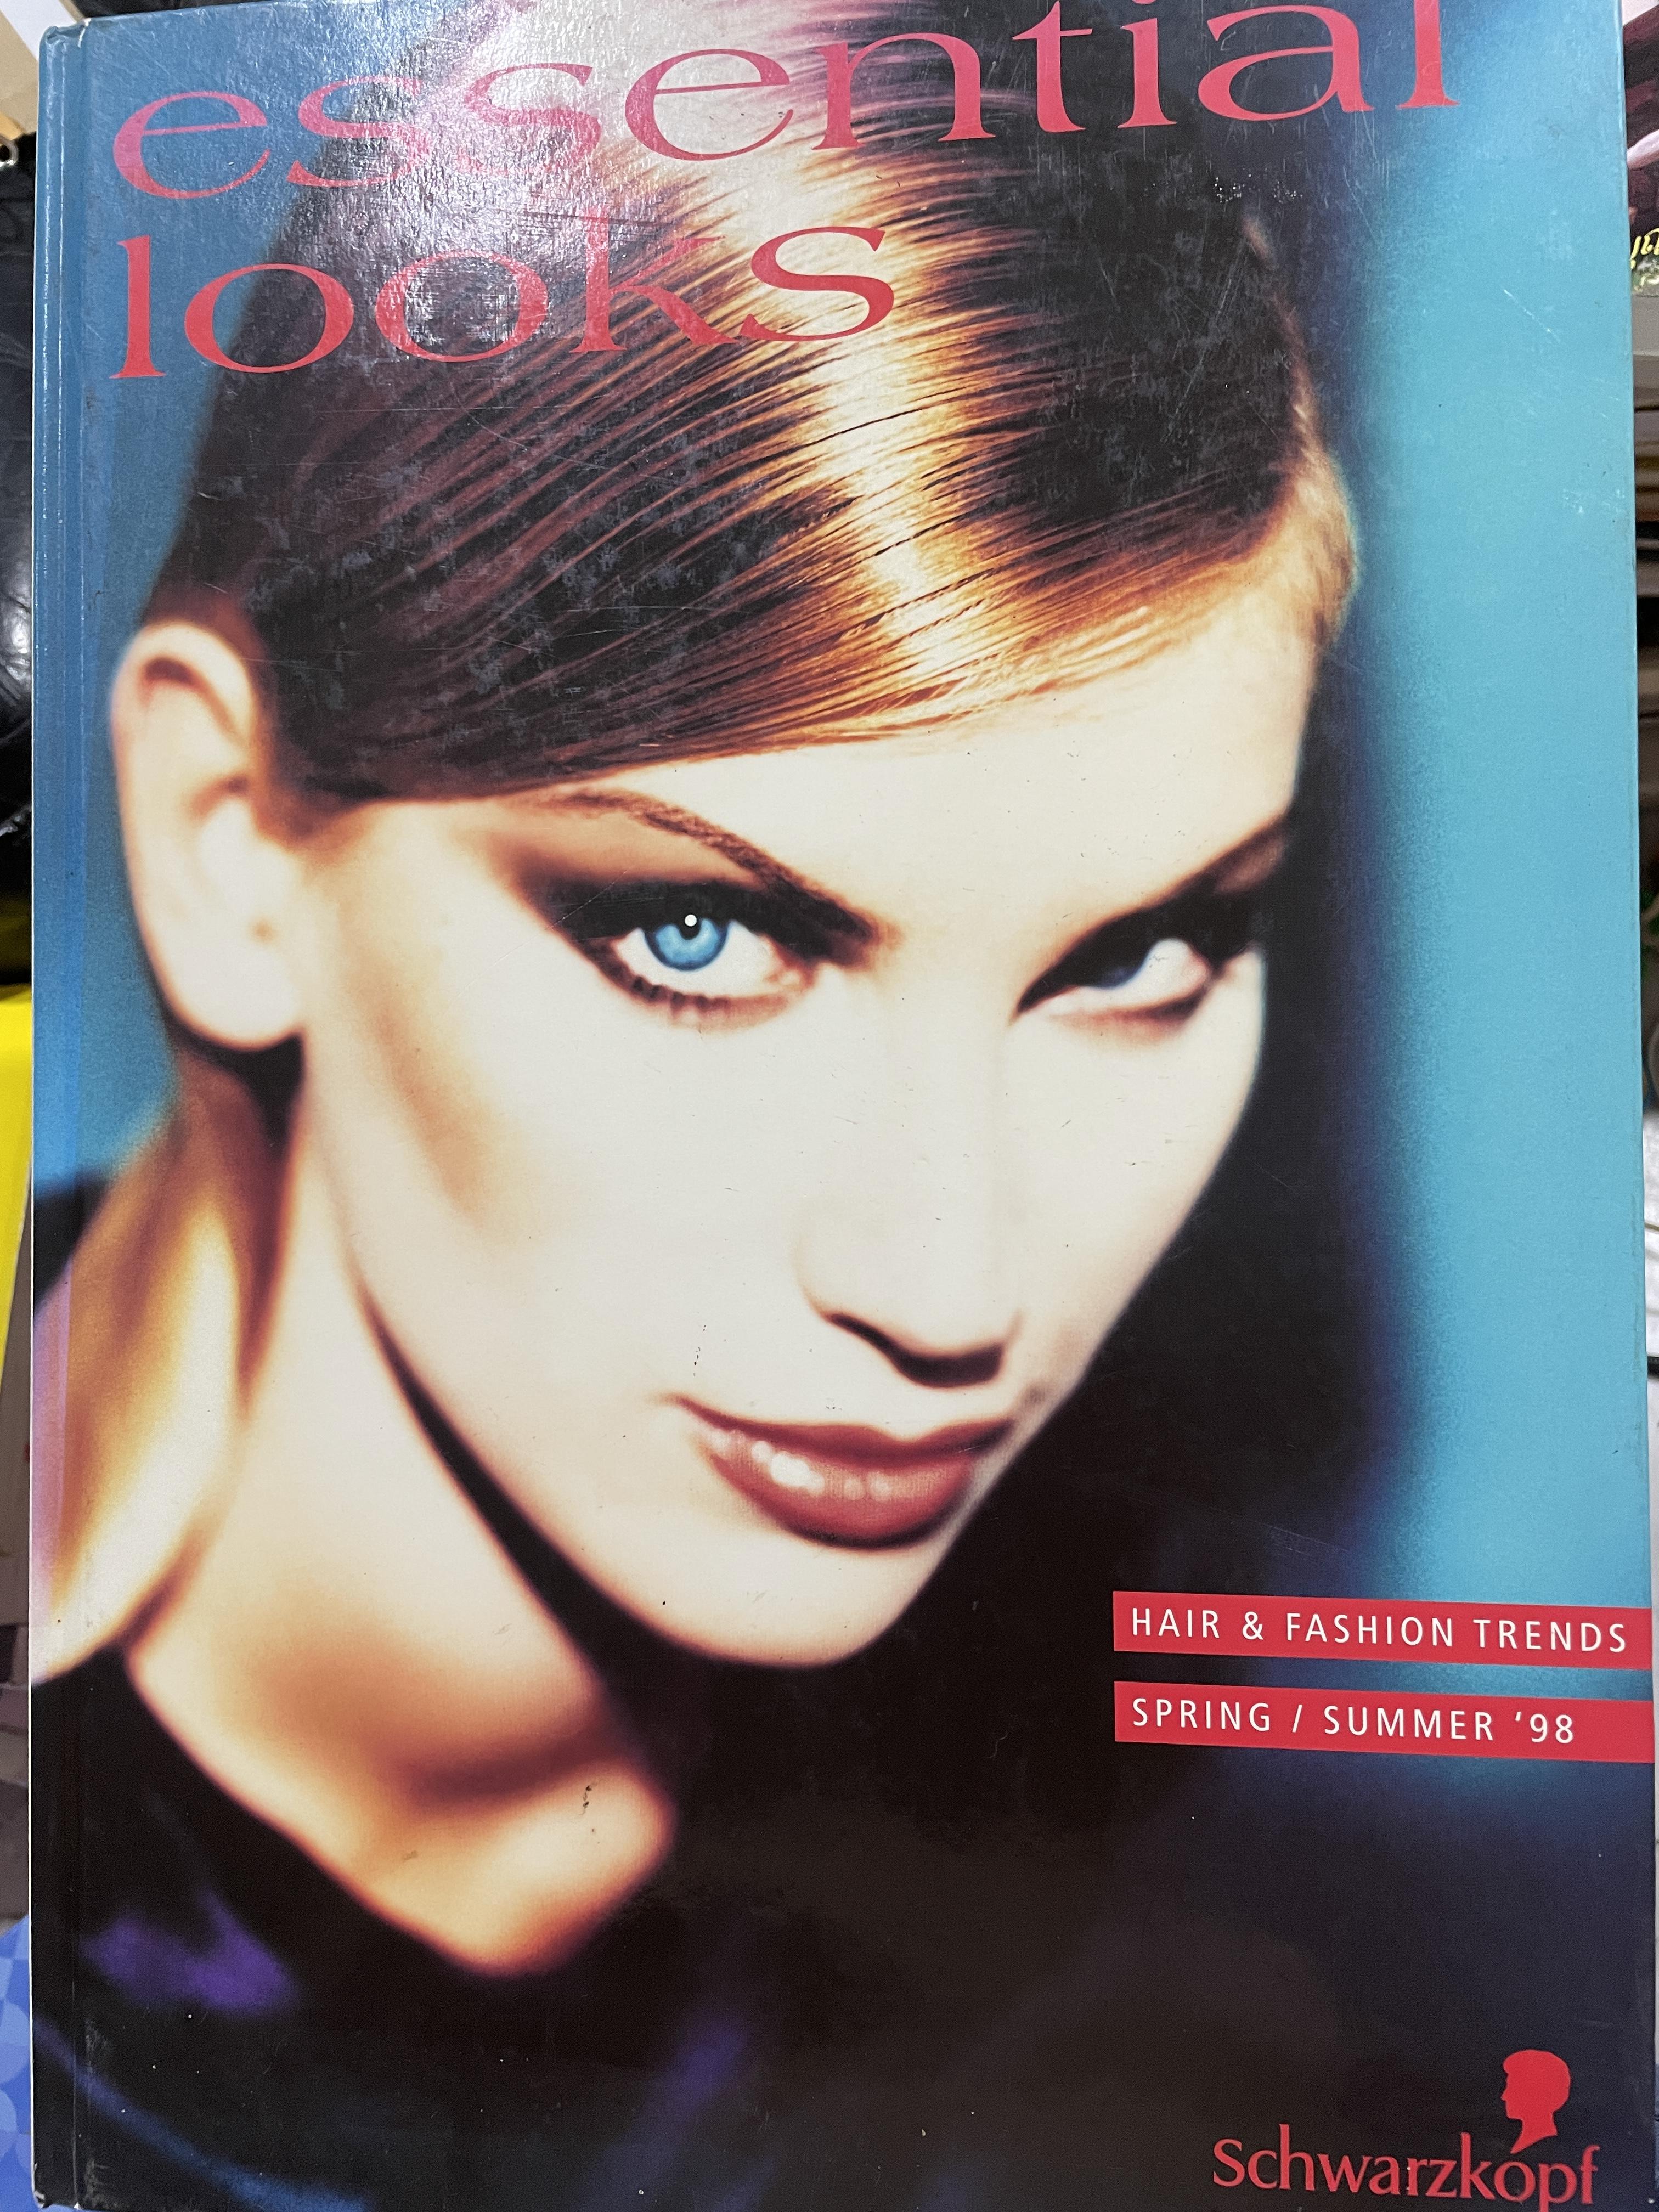 essential
looks
HAIR & FASHION TRENDS
SPRING / SUMMER ‘98
Schwarzkopf